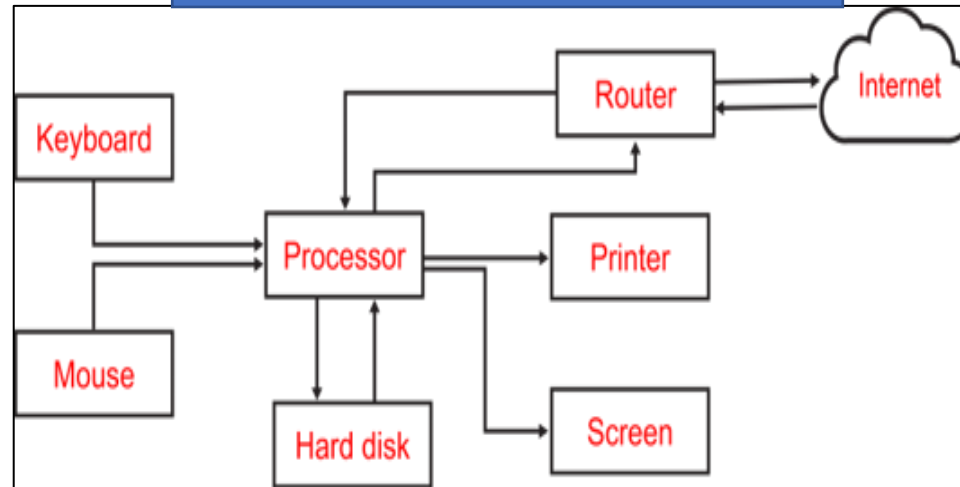 Router
Internet
Keyboard
Processor
Printer
Mouse
Hard disk
Screen